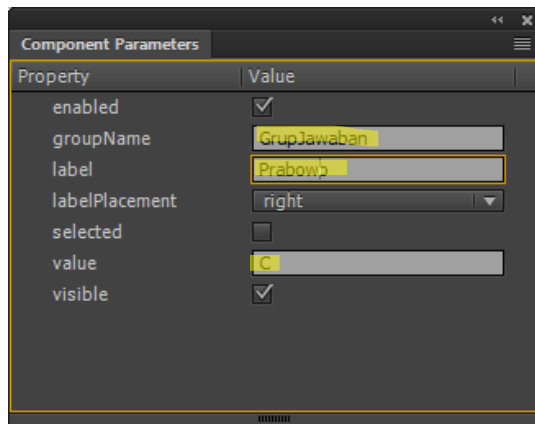 Component Parameters
Property Value
enabled
groupName GrupJawaban
label Prabowo
labelPlacement right
selected
value C
visible